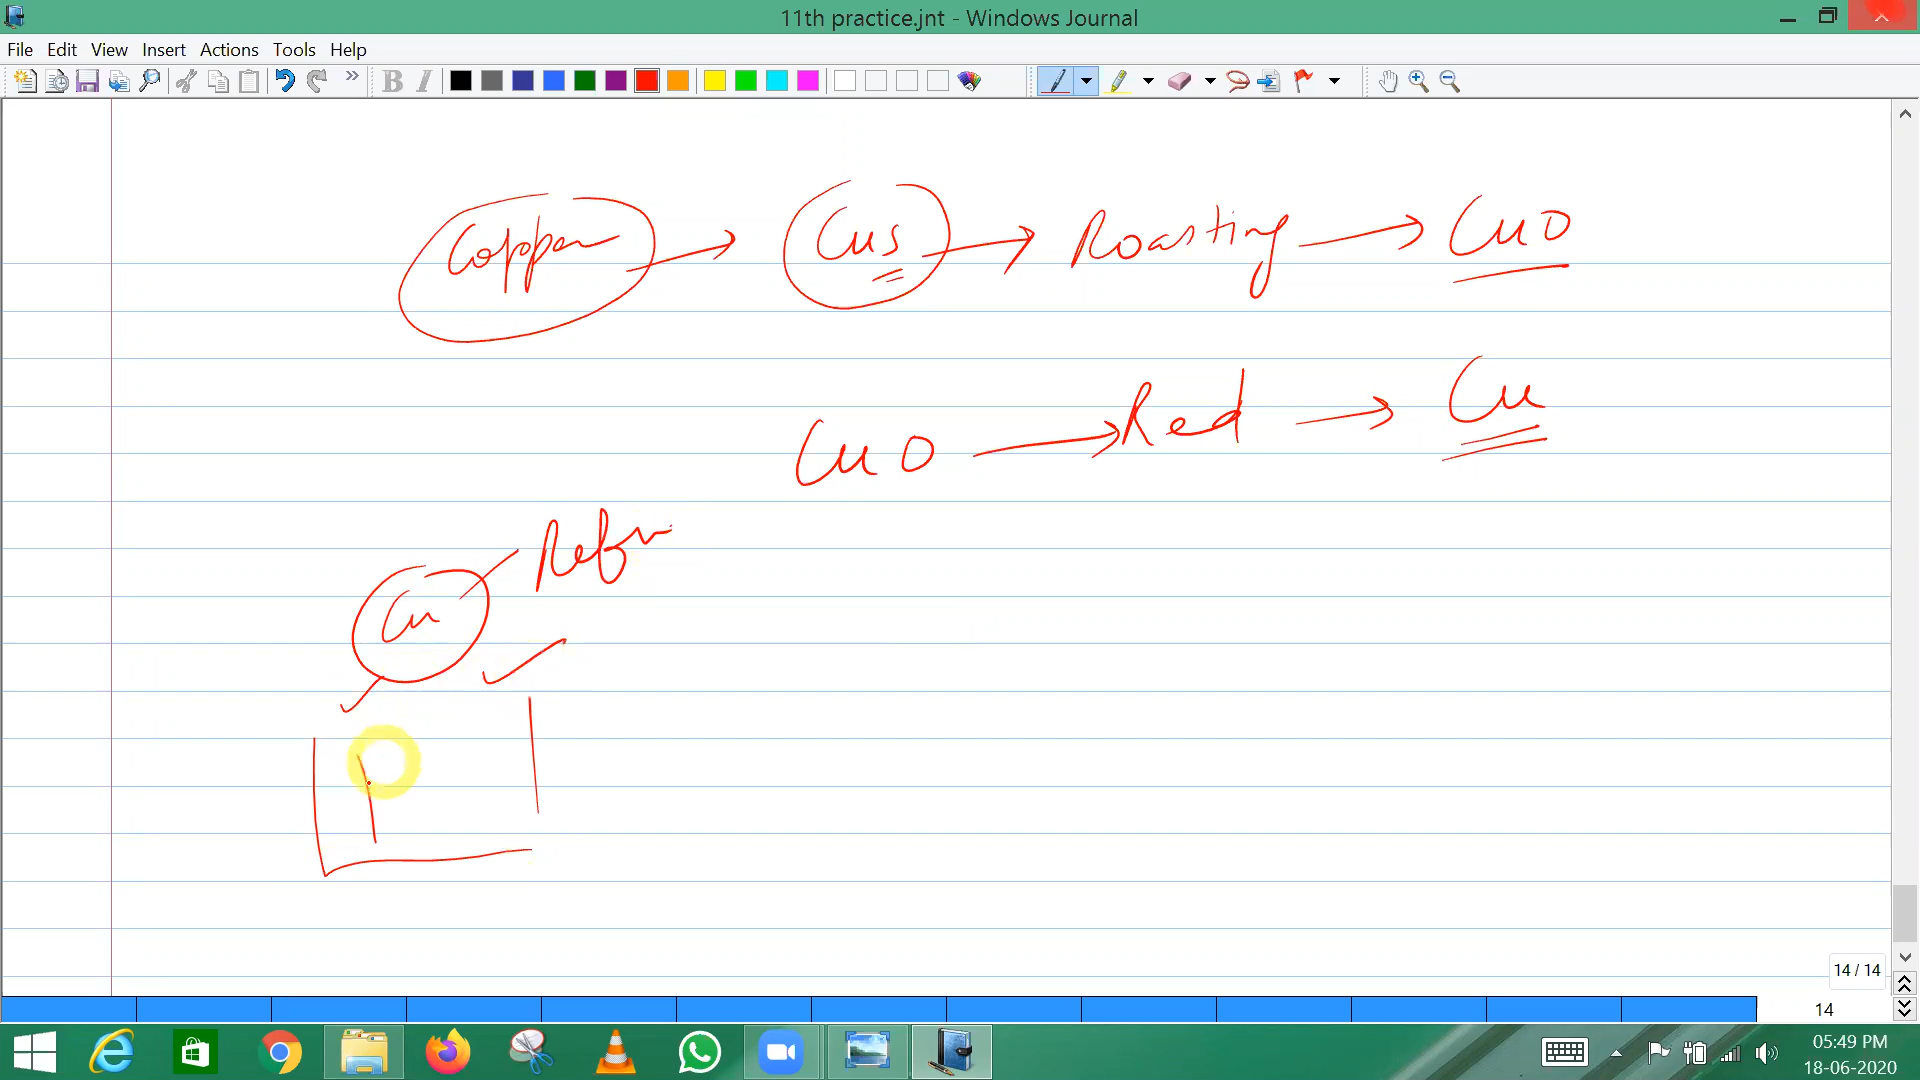 11th practice.jnt - Windows Journal
File Edit View Insert Actions Tools Help
B I
Copper → CuS → Roasting → CuO
CuO → Red → Cu
Refn
Cu
14 / 14
14
05:49 PM
18-06-2020